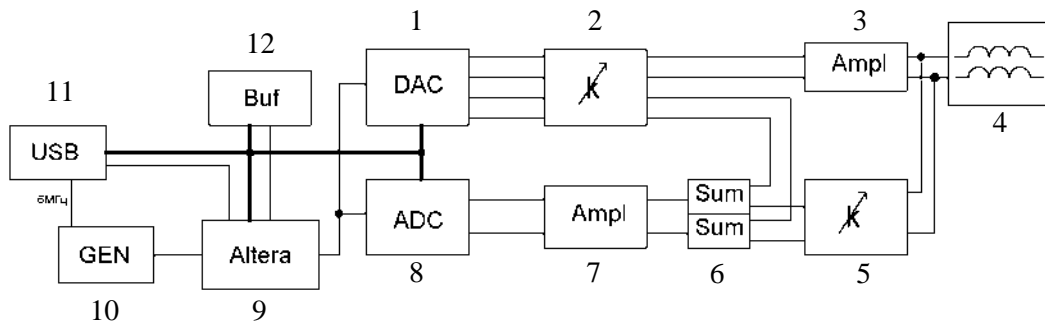 1
2
3
12
DAC
k
Ampl
11
Buf
4
USB
6МГц
ADC
Ampl
Sum
Sum
k
GEN
Altera
8
7
6
5
10
9